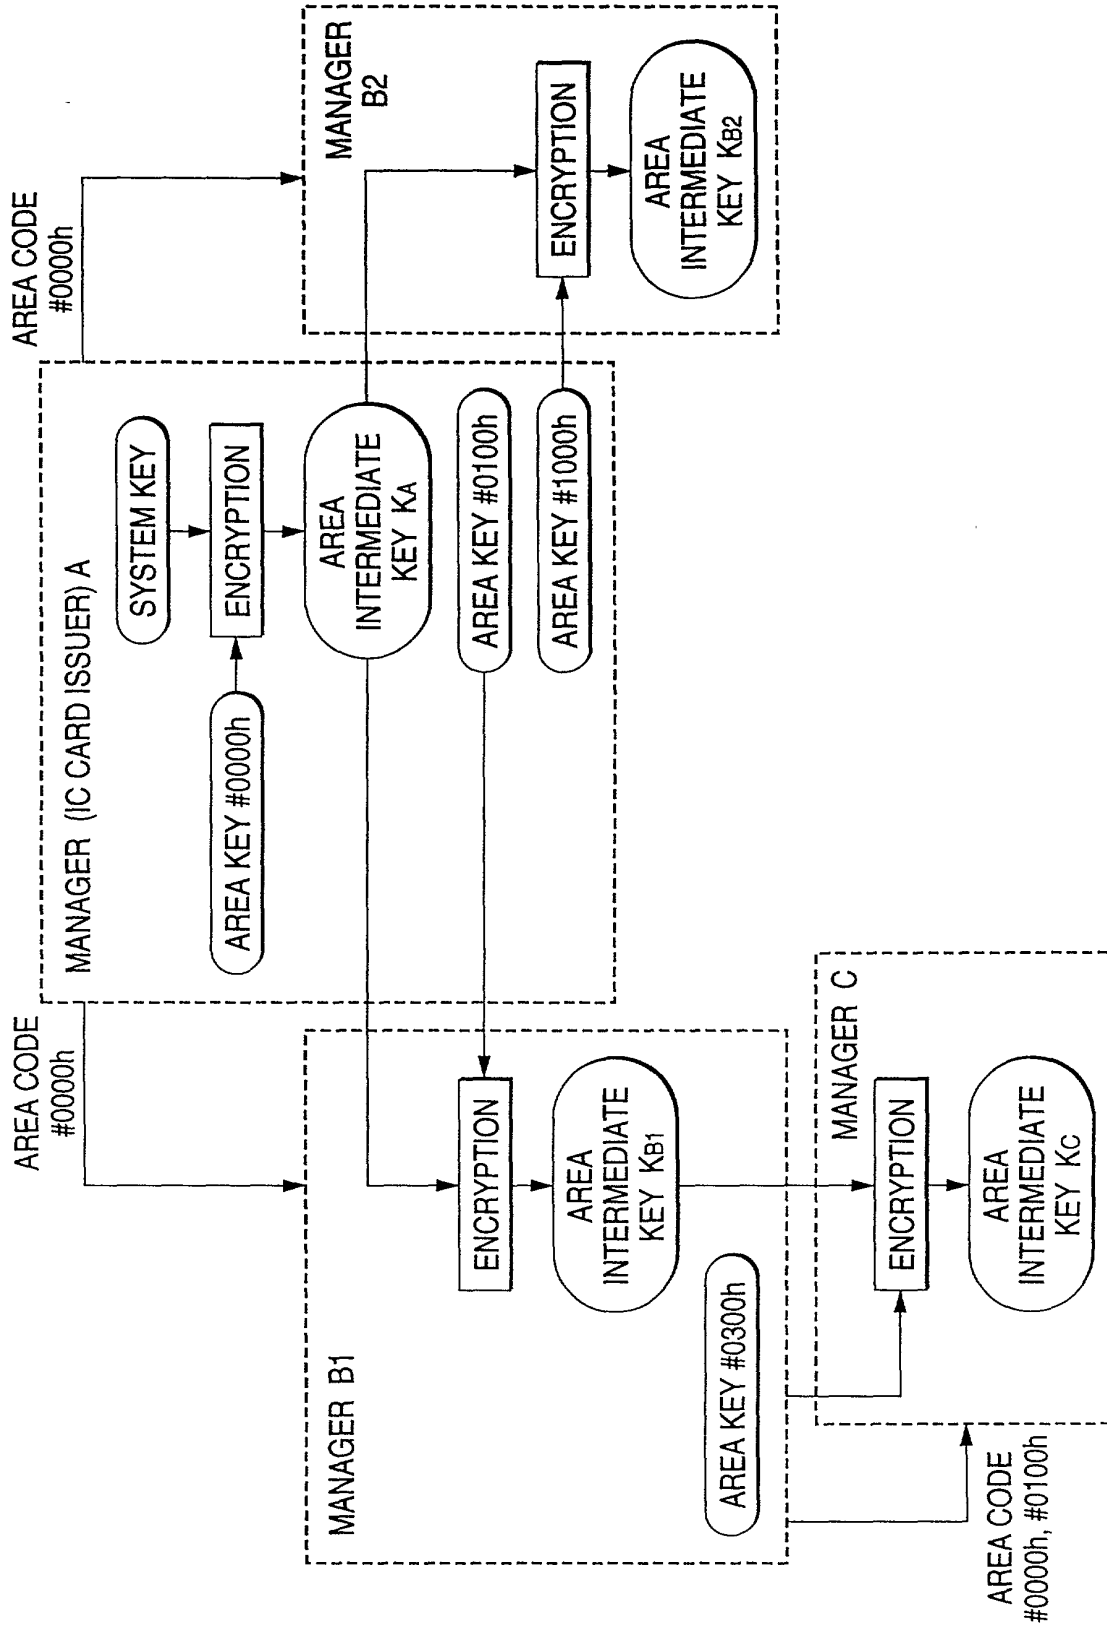 AREA CODE
#0000h
AREA CODE
#0000h
MANAGER (IC CARD ISSUER) A
SYSTEM KEY
AREA KEY #0000h
ENCRYPTION
AREA
INTERMEDIATE
KEY KA
AREA KEY #0100h
AREA KEY #1000h
MANAGER
B2
ENCRYPTION
AREA
INTERMEDIATE
KEY KB2
MANAGER B1
ENCRYPTION
AREA
INTERMEDIATE
KEY KB1
AREA KEY #0300h
MANAGER C
ENCRYPTION
AREA
INTERMEDIATE
KEY KC
AREA CODE
#0000h, #0100h